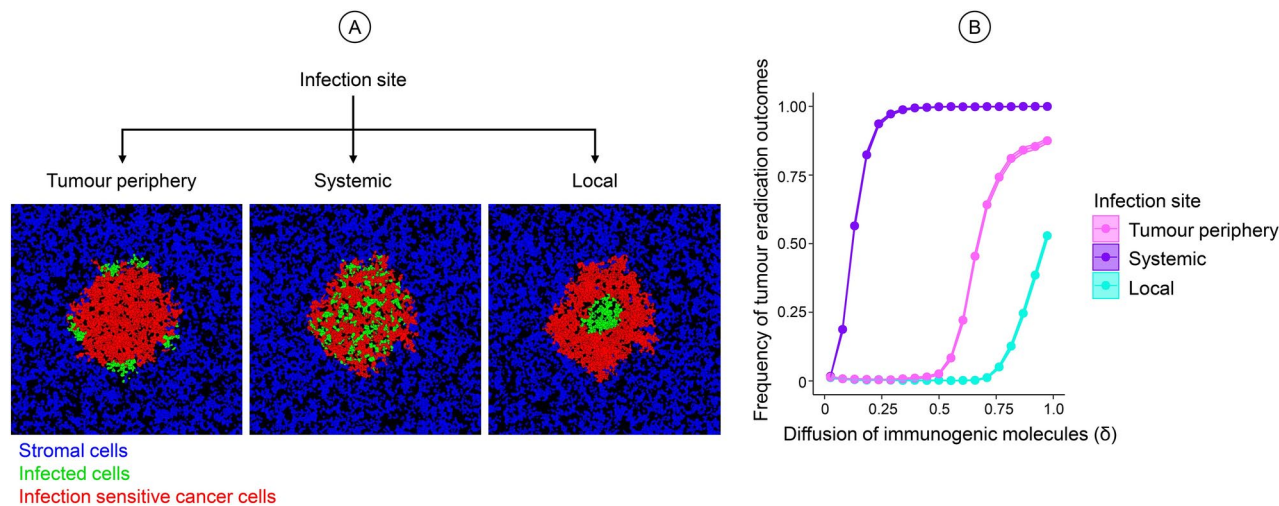 A
Infection site
Tumour periphery
Systemic
Local
Stromal cells
Infected cells
Infection sensitive cancer cells
B
Frequency of tumour eradication outcomes
1.00
0.75
0.50
0.25
0
0
0.25
0.5
0.75
1.0
Diffusion of immunogenic molecules (δ)
Infection site
Tumour periphery
Systemic
Local